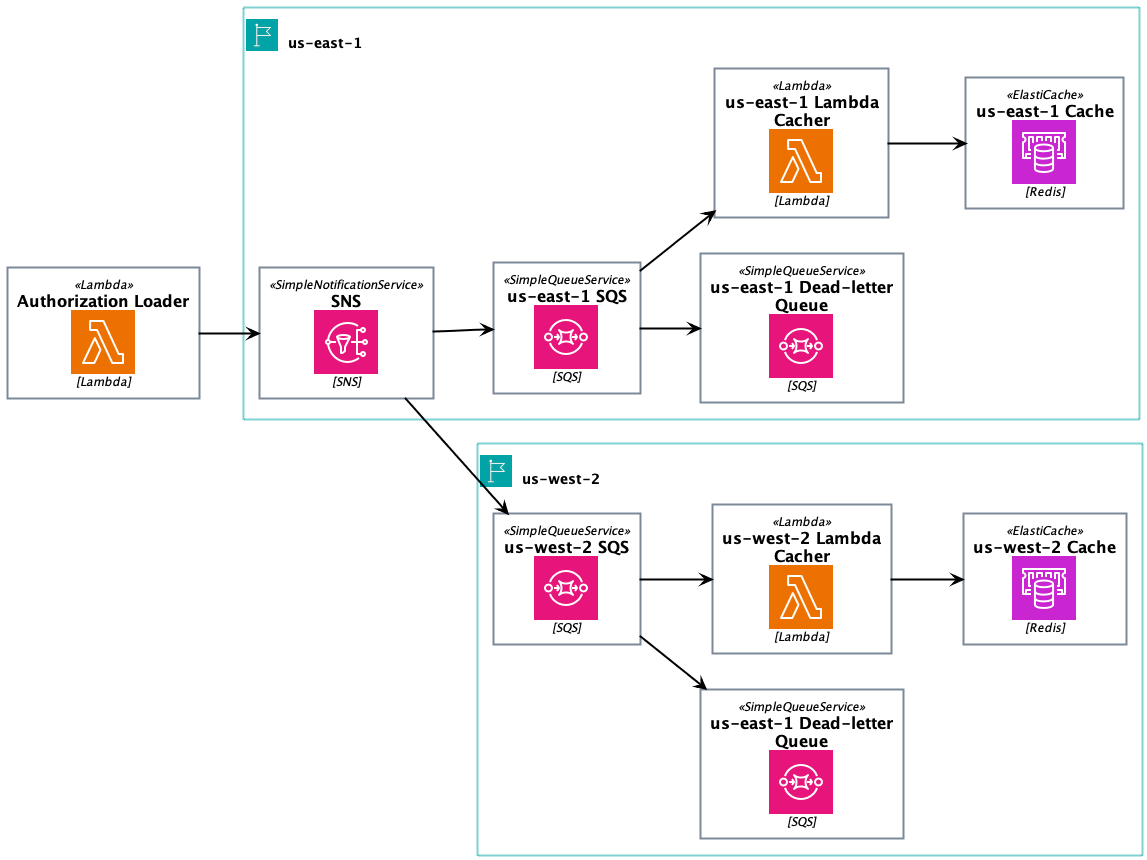 us-east-1
«Lambda»
us-east-1 Lambda
Cacher
[Lambda]
«ElastiCache»
us-east-1 Cache
[Redis]
«Lambda»
Authorization Loader
[Lambda]
«SimpleNotificationService»
SNS
[SNS]
«SimpleQueueService»
us-east-1 SQS
[SQS]
«SimpleQueueService»
us-east-1 Dead-letter
Queue
[SQS]
us-west-2
«SimpleQueueService»
us-west-2 SQS
[SQS]
«Lambda»
us-west-2 Lambda
Cacher
[Lambda]
«ElastiCache»
us-west-2 Cache
[Redis]
«SimpleQueueService»
us-east-1 Dead-letter
Queue
[SQS]